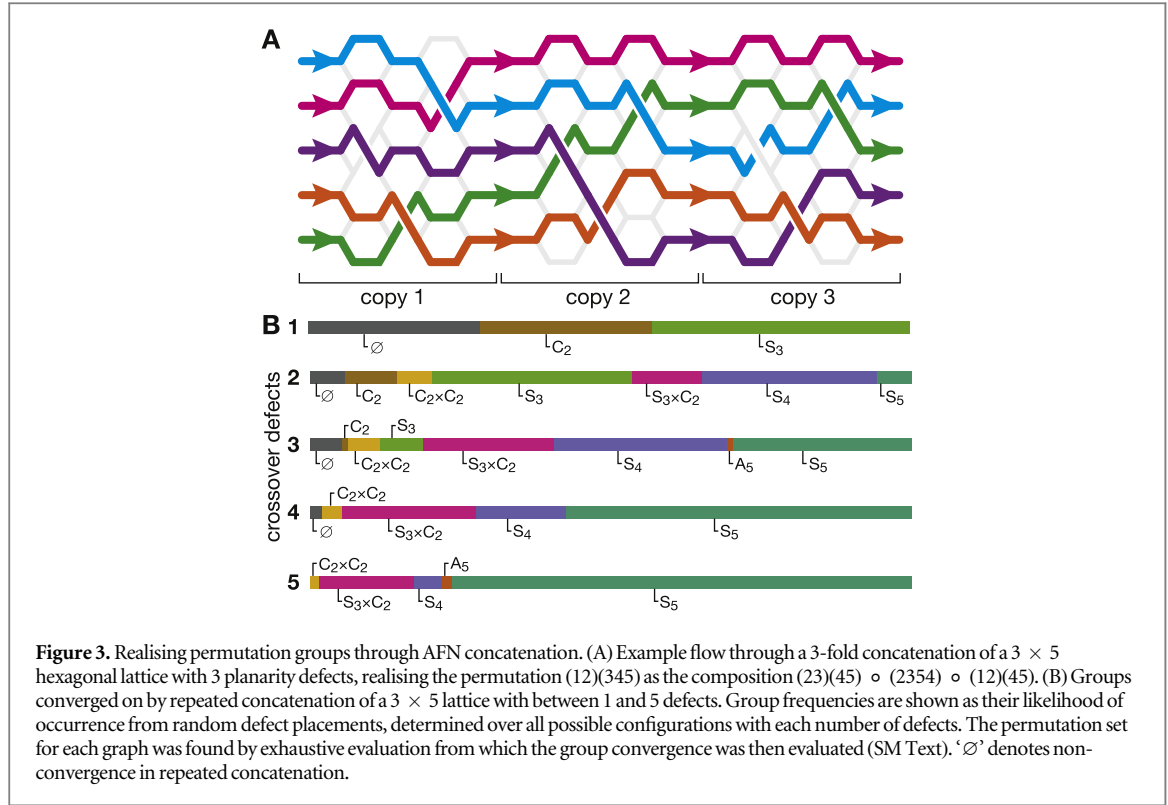 A
copy 1 copy 2 copy 3
B
crossover defects
1
∅ C2 S3
2
∅ C2 C2×C2 S3 S3×C2 S4 S5
C2 S3
3
∅ C2×C2 S3×C2 S4 A5 S5
C2×C2
4
∅ S3×C2 S4 S5
C2×C2 A5
5
S3×C2 S4 S5
Figure 3. Realising permutation groups through AFN concatenation. (A) Example flow through a 3-fold concatenation of a 3 × 5
hexagonal lattice with 3 planarity defects, realising the permutation (12)(345) as the composition (23)(45) ∘ (2354) ∘ (12)(45). (B) Groups
converged on by repeated concatenation of a 3 × 5 lattice with between 1 and 5 defects. Group frequencies are shown as their likelihood of
occurrence from random defect placements, determined over all possible configurations with each number of defects. The permutation set
for each graph was found by exhaustive evaluation from which the group convergence was then evaluated (SM Text). ‘∅’ denotes non-
convergence in repeated concatenation.